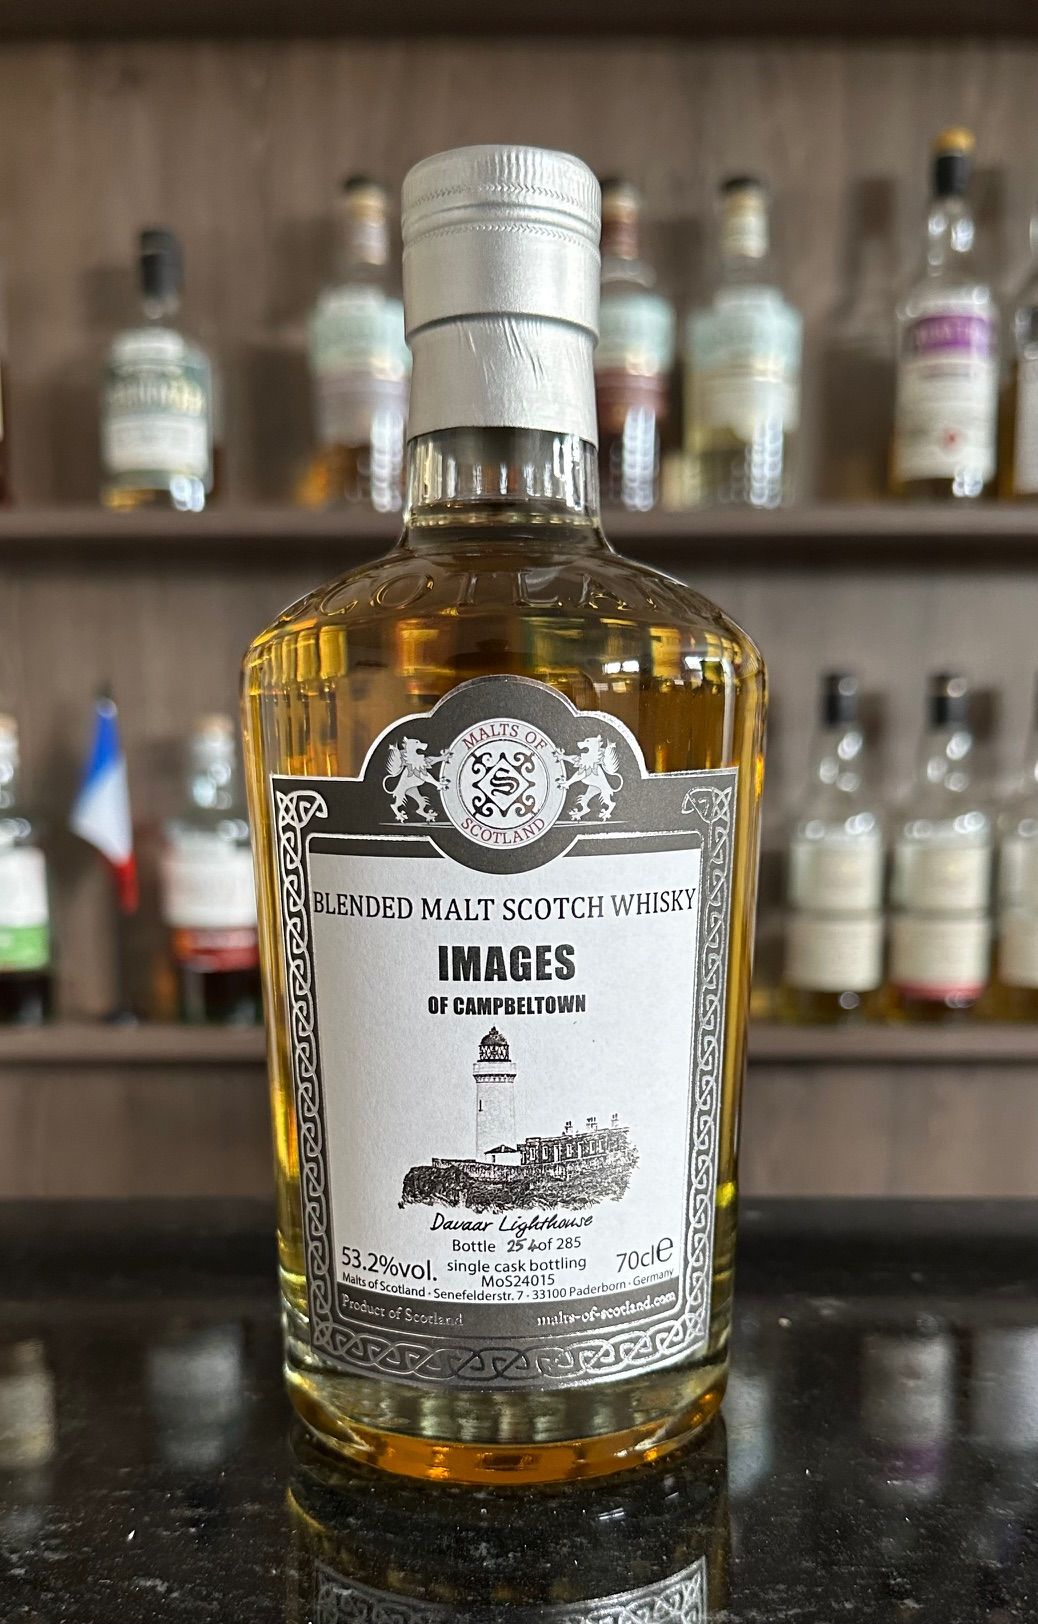 SCOTLAN
MALTS OF
S
SCOTLAND
BLENDED MALT SCOTCH WHISKY
IMAGES
OF CAMPBELTOWN
Davaar Lighthouse
Bottle 254 of 285
53.2%vol. single cask bottling 70cl e
MoS24015
Malts of Scotland · Senefelderstr. 7 · 33100 Paderborn · Germany
Product of Scotland malts-of-scotland.com